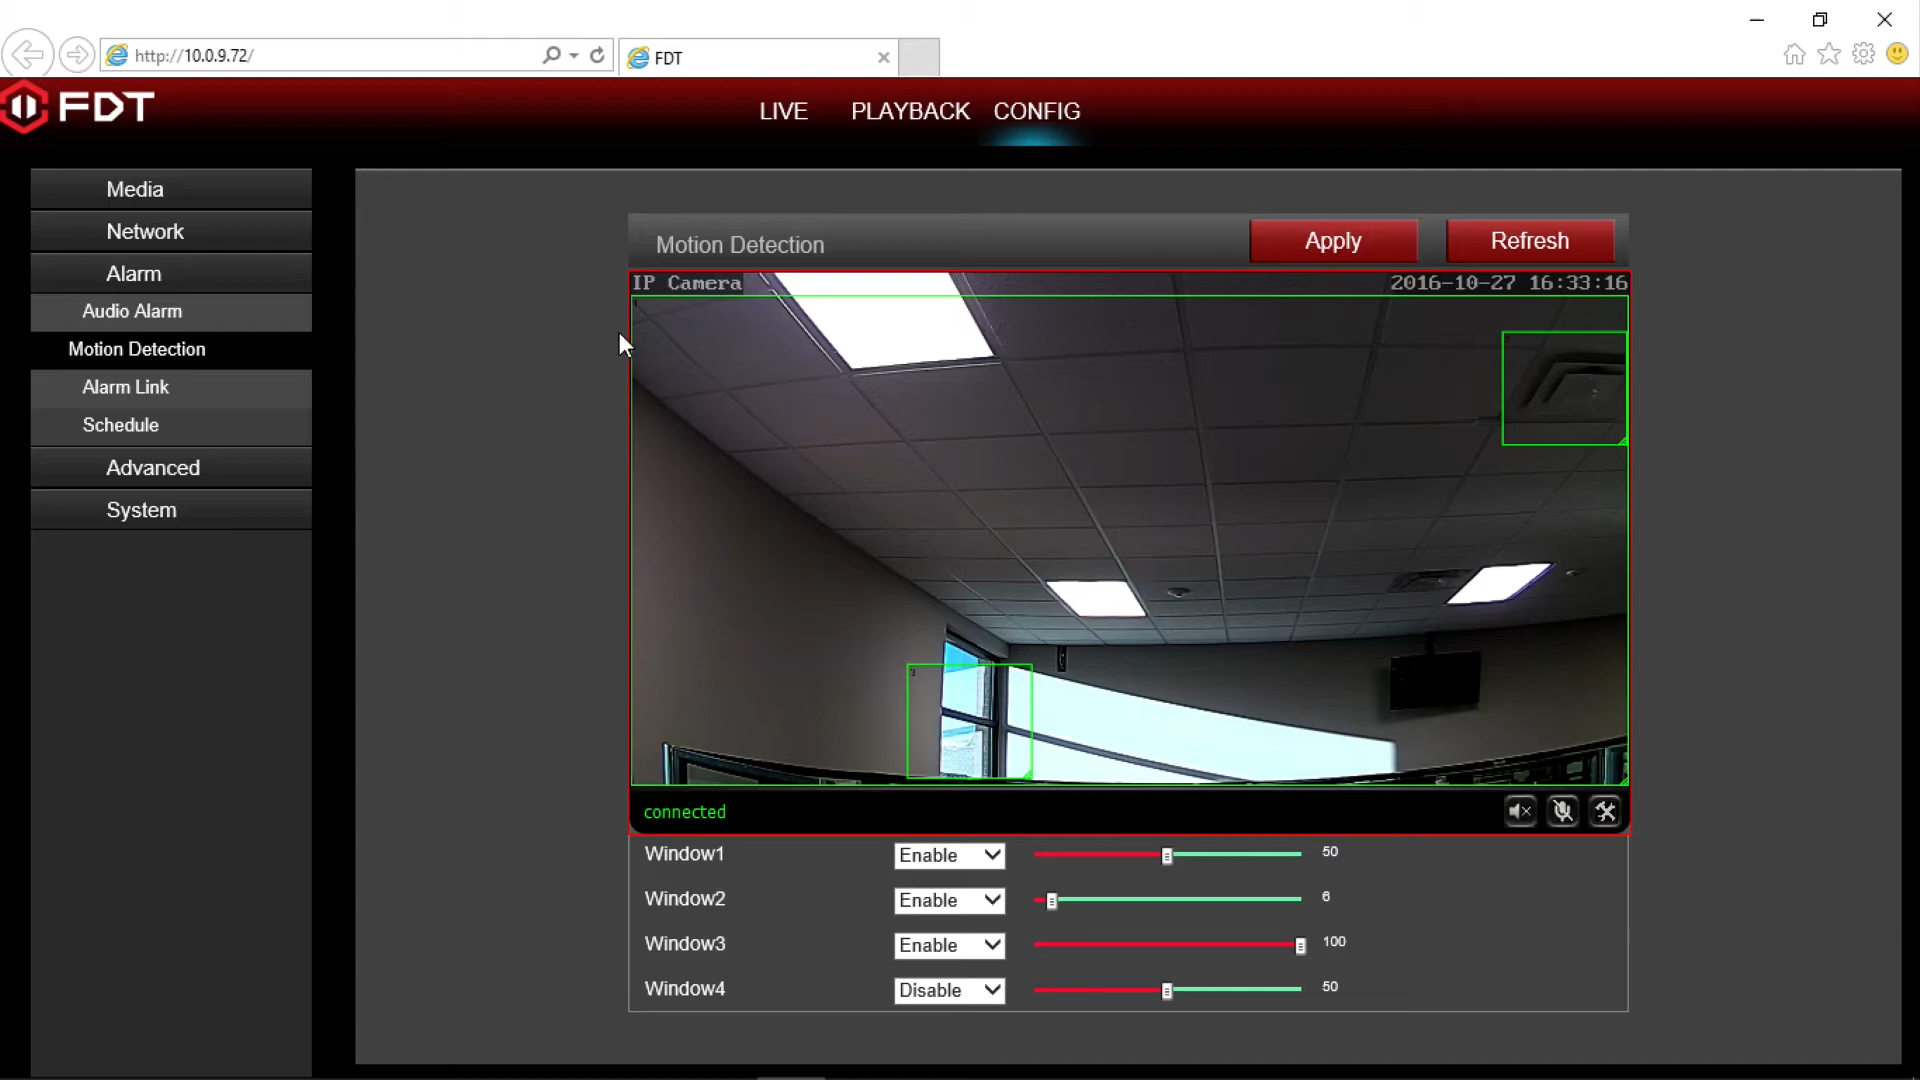 http://10.0.9.72/
FDT
FDT
LIVE PLAYBACK CONFIG
Media
Network
Alarm
Audio Alarm
Motion Detection
Alarm Link
Schedule
Advanced
System
Motion Detection
Apply
Refresh
IP Camera
2016-10-27 16:33:16
3
connected
Window1 Enable 50
Window2 Enable 6
Window3 Enable 100
Window4 Disable 50